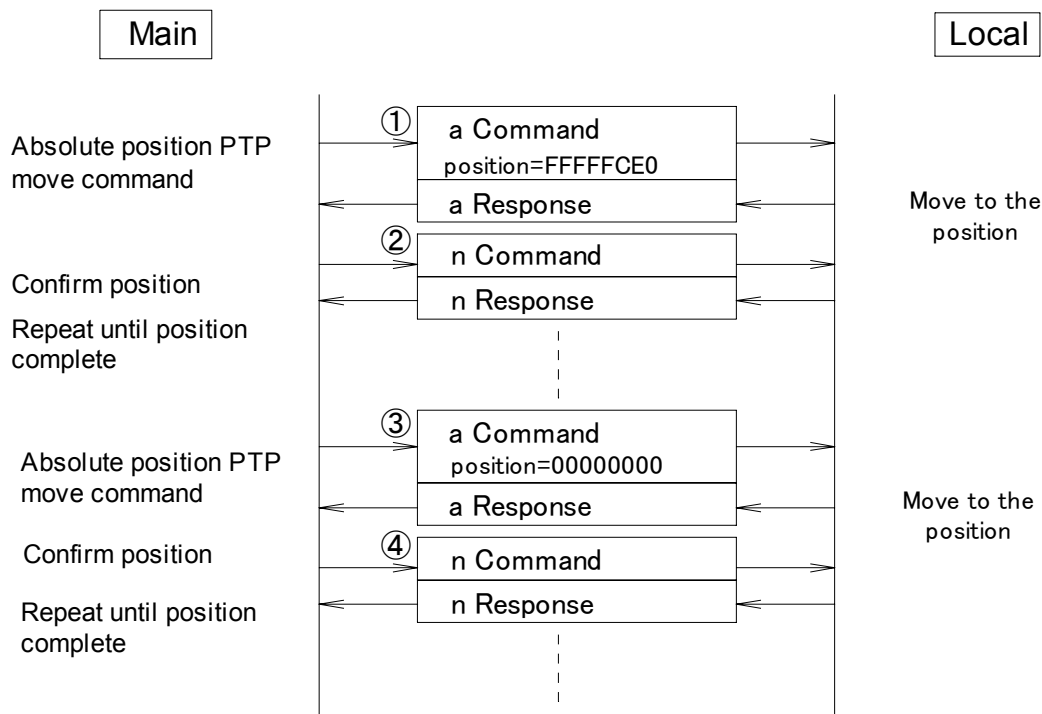 Main
Local
①
a Command
Absolute position PTP
move command
position=FFFFFCE0
a Response
Move to the
position
②
n Command
Confirm position
n Response
Repeat until position
complete
③
a Command
Absolute position PTP
move command
position=00000000
a Response
Move to the
position
④
Confirm position
n Command
n Response
Repeat until position
complete